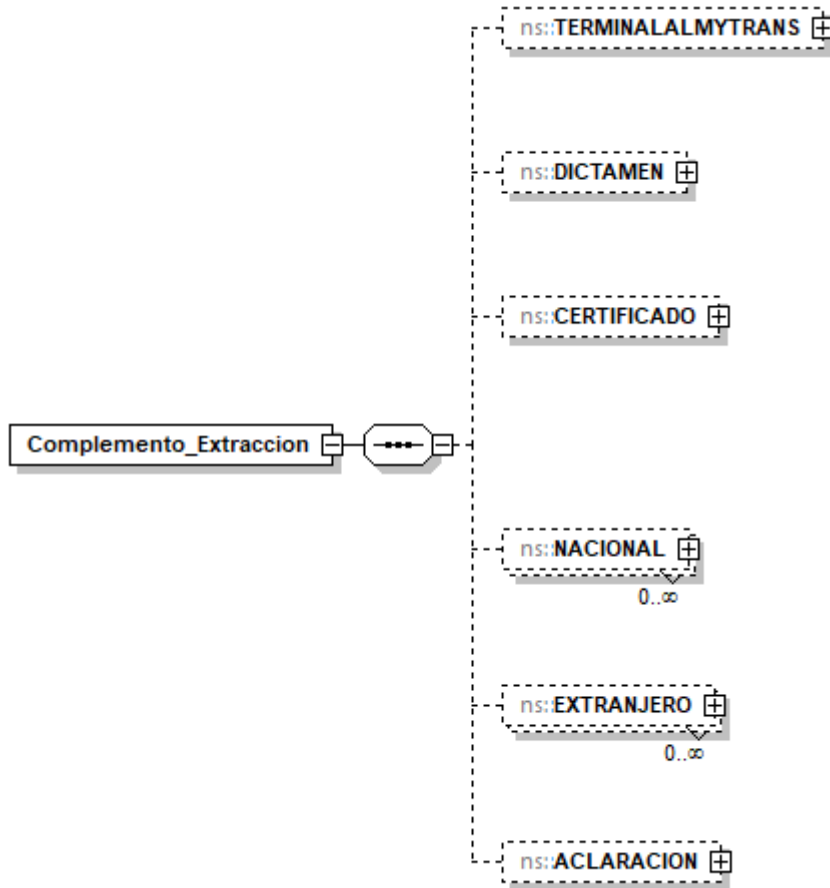 ns::TERMINALALMYTRANS
ns::DICTAMEN
ns::CERTIFICADO
Complemento_Extraccion
ns::NACIONAL
0..∞
ns::EXTRANJERO
0..∞
ns::ACLARACION